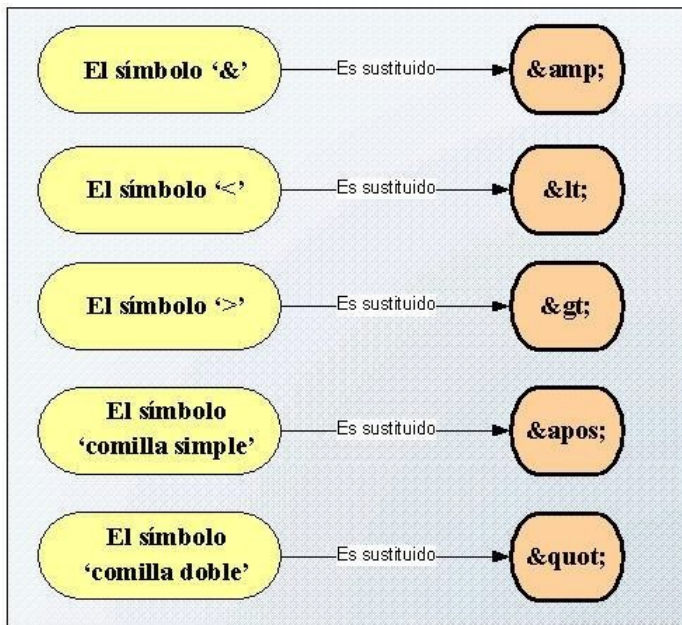 El símbolo ‘&’
Es sustituido
&amp;
El símbolo ‘<’
Es sustituido
&lt;
El símbolo ‘>’
Es sustituido
&gt;
El símbolo
‘comilla simple’
Es sustituido
&apos;
El símbolo
‘comilla doble’
Es sustituido
&quot;